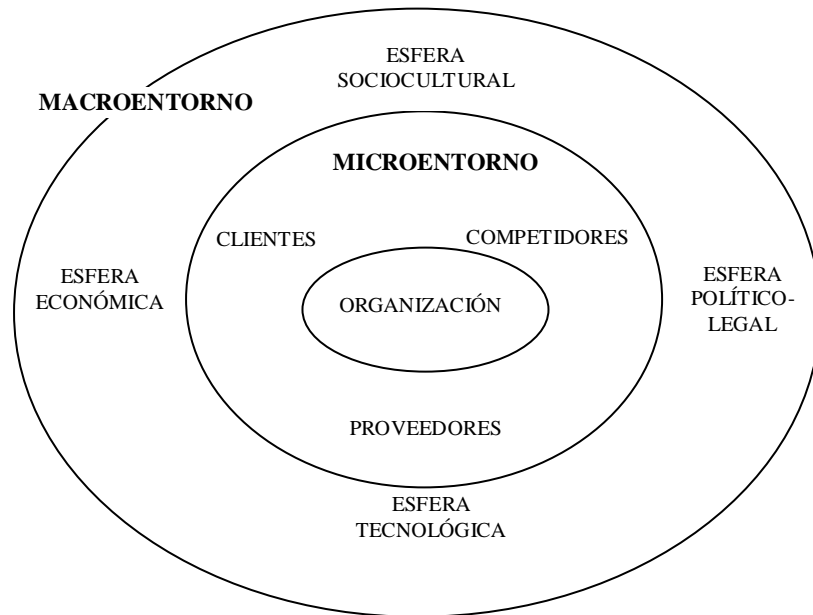 ESFERA
SOCIOCULTURAL
MACROENTORNO
MICROENTORNO
CLIENTES
COMPETIDORES
ESFERA
ECONÓMICA
ORGANIZACIÓN
ESFERA
POLÍTICO-
LEGAL
PROVEEDORES
ESFERA
TECNOLÓGICA